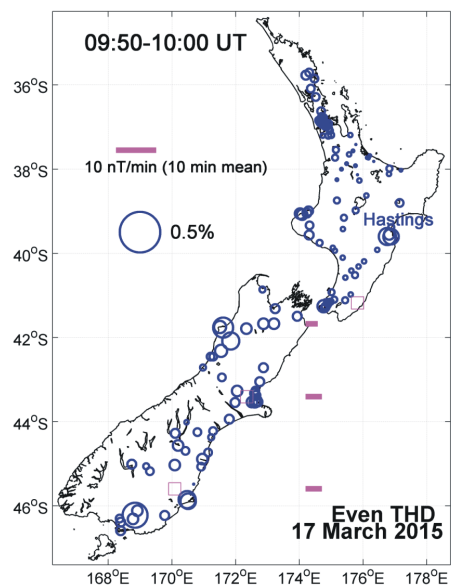 09:50-10:00 UT
36°S
10 nT/min (10 min mean)
38°S
Hastings
0.5%
40°S
42°S
44°S
46°S
Even THD
17 March 2015
168°E 170°E 172°E 174°E 176°E 178°E